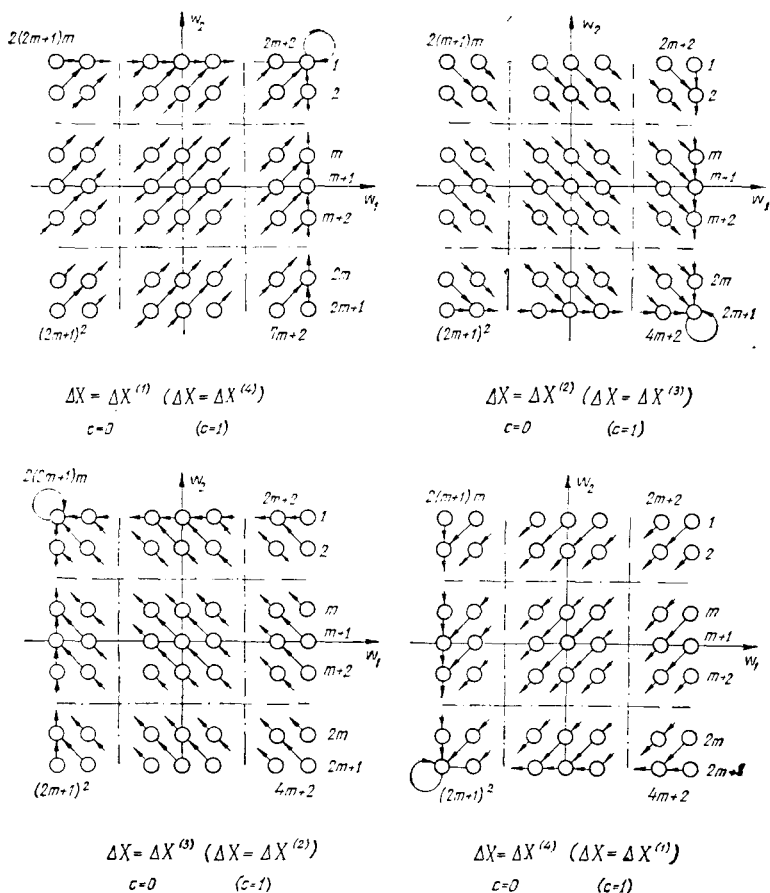 w₂
2(2m+1)m
2m+2
1
2
m
m+1
w₁
m+2
2m
2m+1
(2m+1)²
7m+2
ΔX = ΔX⁽¹⁾ (ΔX = ΔX⁽⁴⁾)
c=0 (c=1)
w₂
2(m+1)m
2m+2
1
2
m
m+1
w₁
m+2
2m
2m+1
(2m+1)²
4m+2
ΔX = ΔX⁽²⁾ (ΔX = ΔX⁽³⁾)
c=0 (c=1)
2(2m+1)m
w₂
2m+2
1
2
m
m+1
w₁
m+2
2m
2m+1
(2m+1)²
4m+2
ΔX = ΔX⁽³⁾ (ΔX = ΔX⁽²⁾)
c=0 (c=1)
w₂
2(m+1)m
2m+2
1
2
m
m+1
w₁
m+2
2m
(2m+1)²
4m+2
ΔX = ΔX⁽⁴⁾ (ΔX = ΔX⁽¹⁾)
c=0 (c=1)